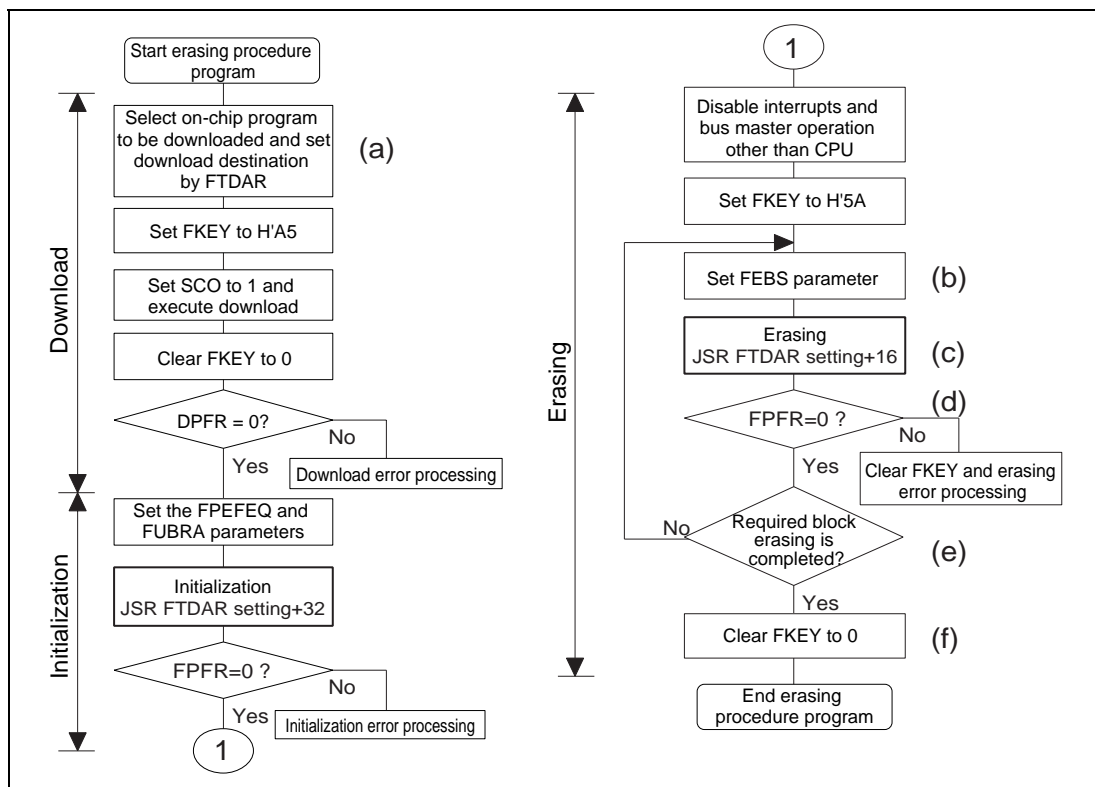 Start erasing procedure
program
Download
Select on-chip program
to be downloaded and set
download destination
by FTDAR
(a)
Set FKEY to H'A5
Set SCO to 1 and
execute download
Clear FKEY to 0
DPFR = 0?
No
Yes
Download error processing
Initialization
Set the FPEFEQ and
FUBRA parameters
Initialization
JSR FTDAR setting+32
FPFR=0 ?
No
Yes
Initialization error processing
1
1
Erasing
Disable interrupts and
bus master operation
other than CPU
Set FKEY to H'5A
Set FEBS parameter
(b)
Erasing
JSR FTDAR setting+16
(c)
(d)
FPFR=0 ?
No
Yes
Clear FKEY and erasing
error processing
No
Required block
erasing is
completed?
(e)
Yes
Clear FKEY to 0
(f)
End erasing
procedure program